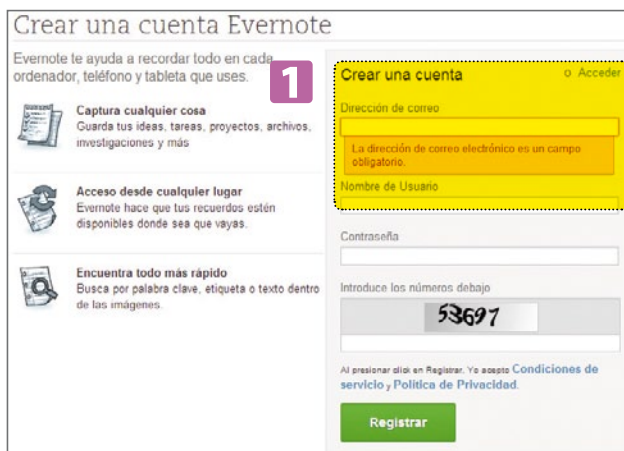 Crear una cuenta Evernote
Evernote te ayuda a recordar todo en cada
ordenador, teléfono y tableta que uses.
1
Captura cualquier cosa
Guarda tus ideas, tareas, proyectos, archivos,
investigaciones y más
Acceso desde cualquier lugar
Evernote hace que tus recuerdos estén
disponibles donde sea que vayas.
Encuentra todo más rápido
Busca por palabra clave, etiqueta o texto dentro
de las imágenes.
Crear una cuenta o Acceder
Dirección de correo
La dirección de correo electrónico es un campo
obligatorio.
Nombre de Usuario
Contraseña
Introduce los números debajo
53697
Al presionar click en Registrar, Yo acepto Condiciones de
servicio y Política de Privacidad.
Registrar